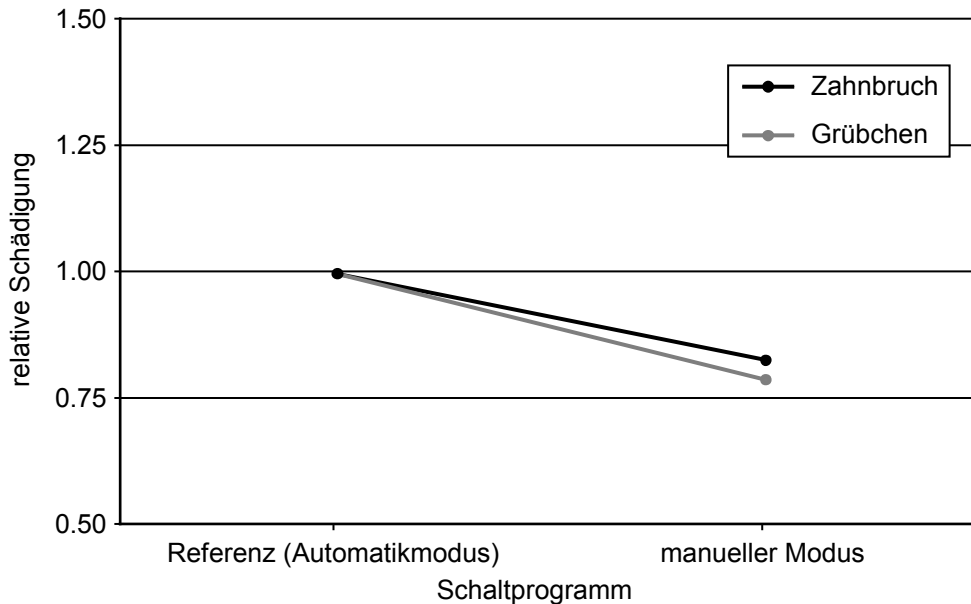 1.50
Zahnbruch
Grübchen
1.25
relative Schädigung
1.00
0.75
0.50
Referenz (Automatikmodus) manueller Modus
Schaltprogramm